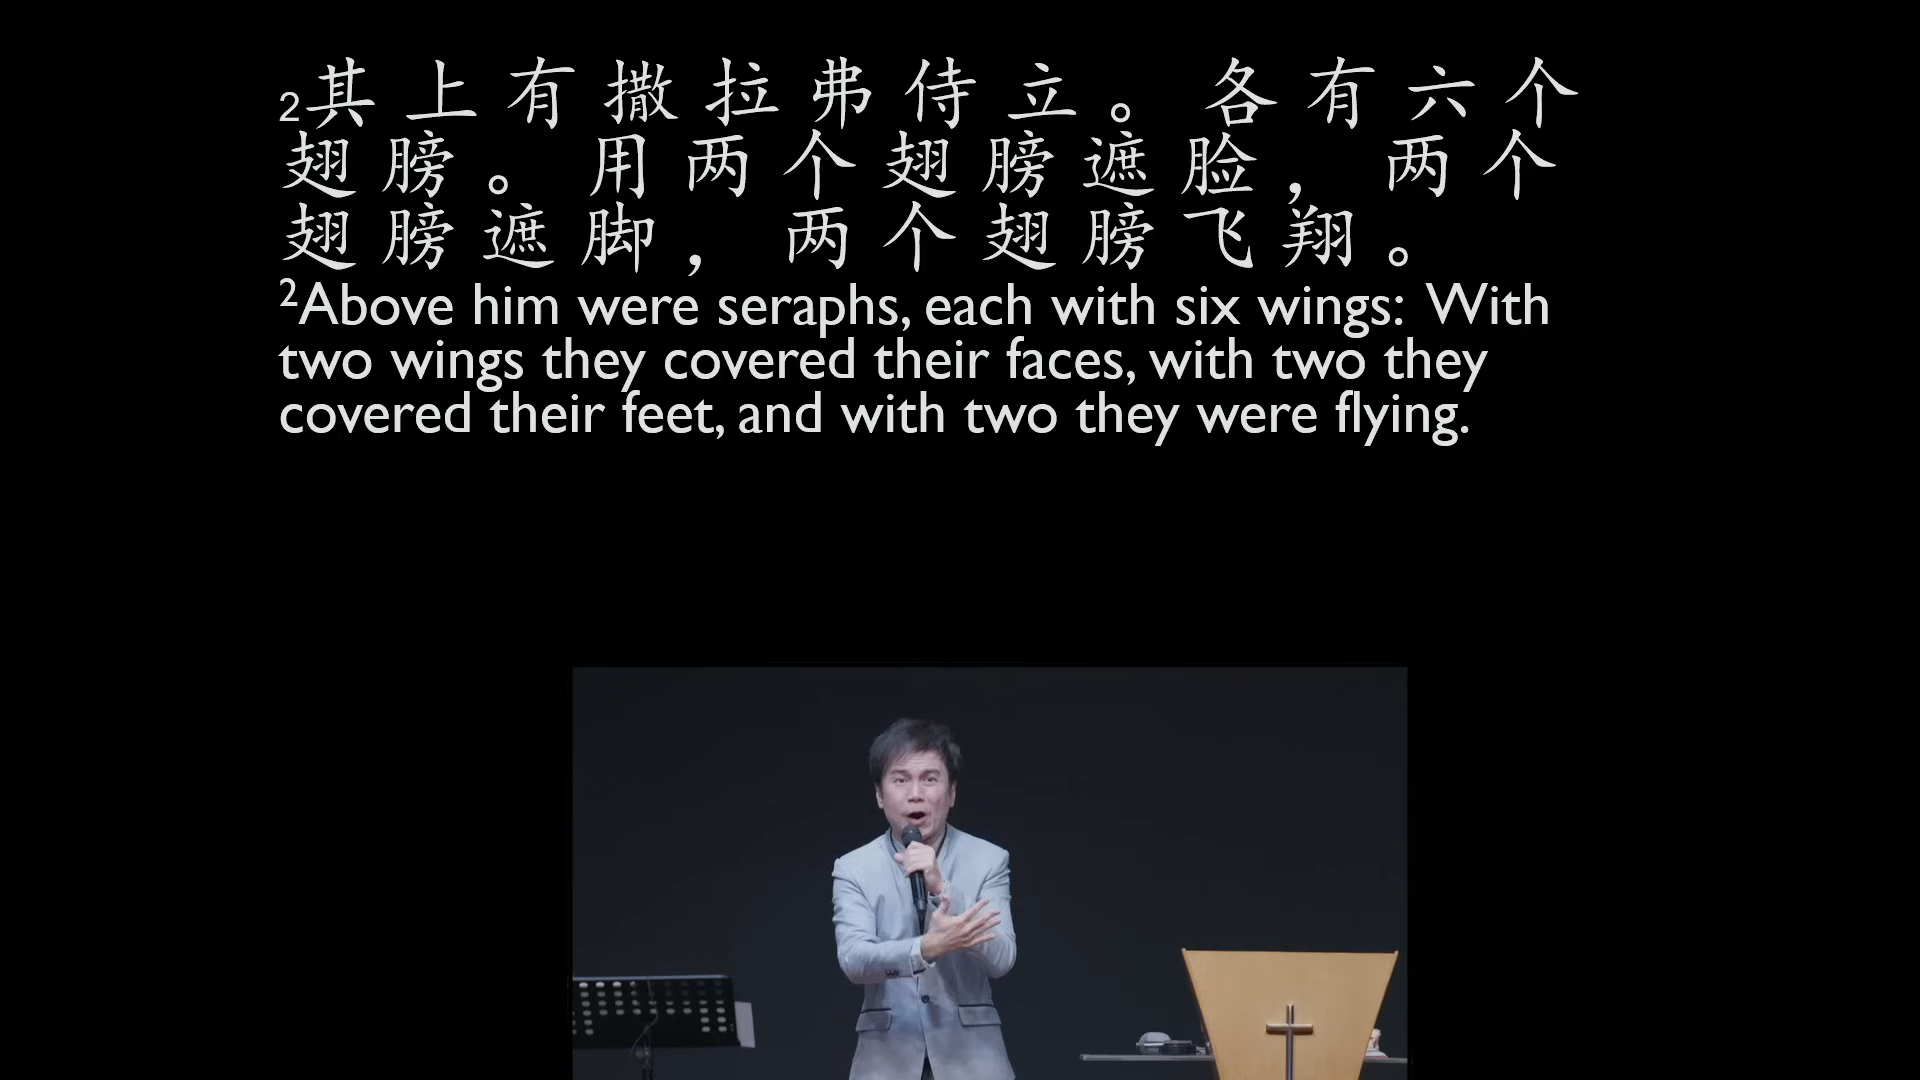 2其上有撒拉弗侍立。各有六个
翅膀。用两个翅膀遮脸，两个
翅膀遮脚，两个翅膀飞翔。
²Above him were seraphs, each with six wings: With
two wings they covered their faces, with two they
covered their feet, and with two they were flying.